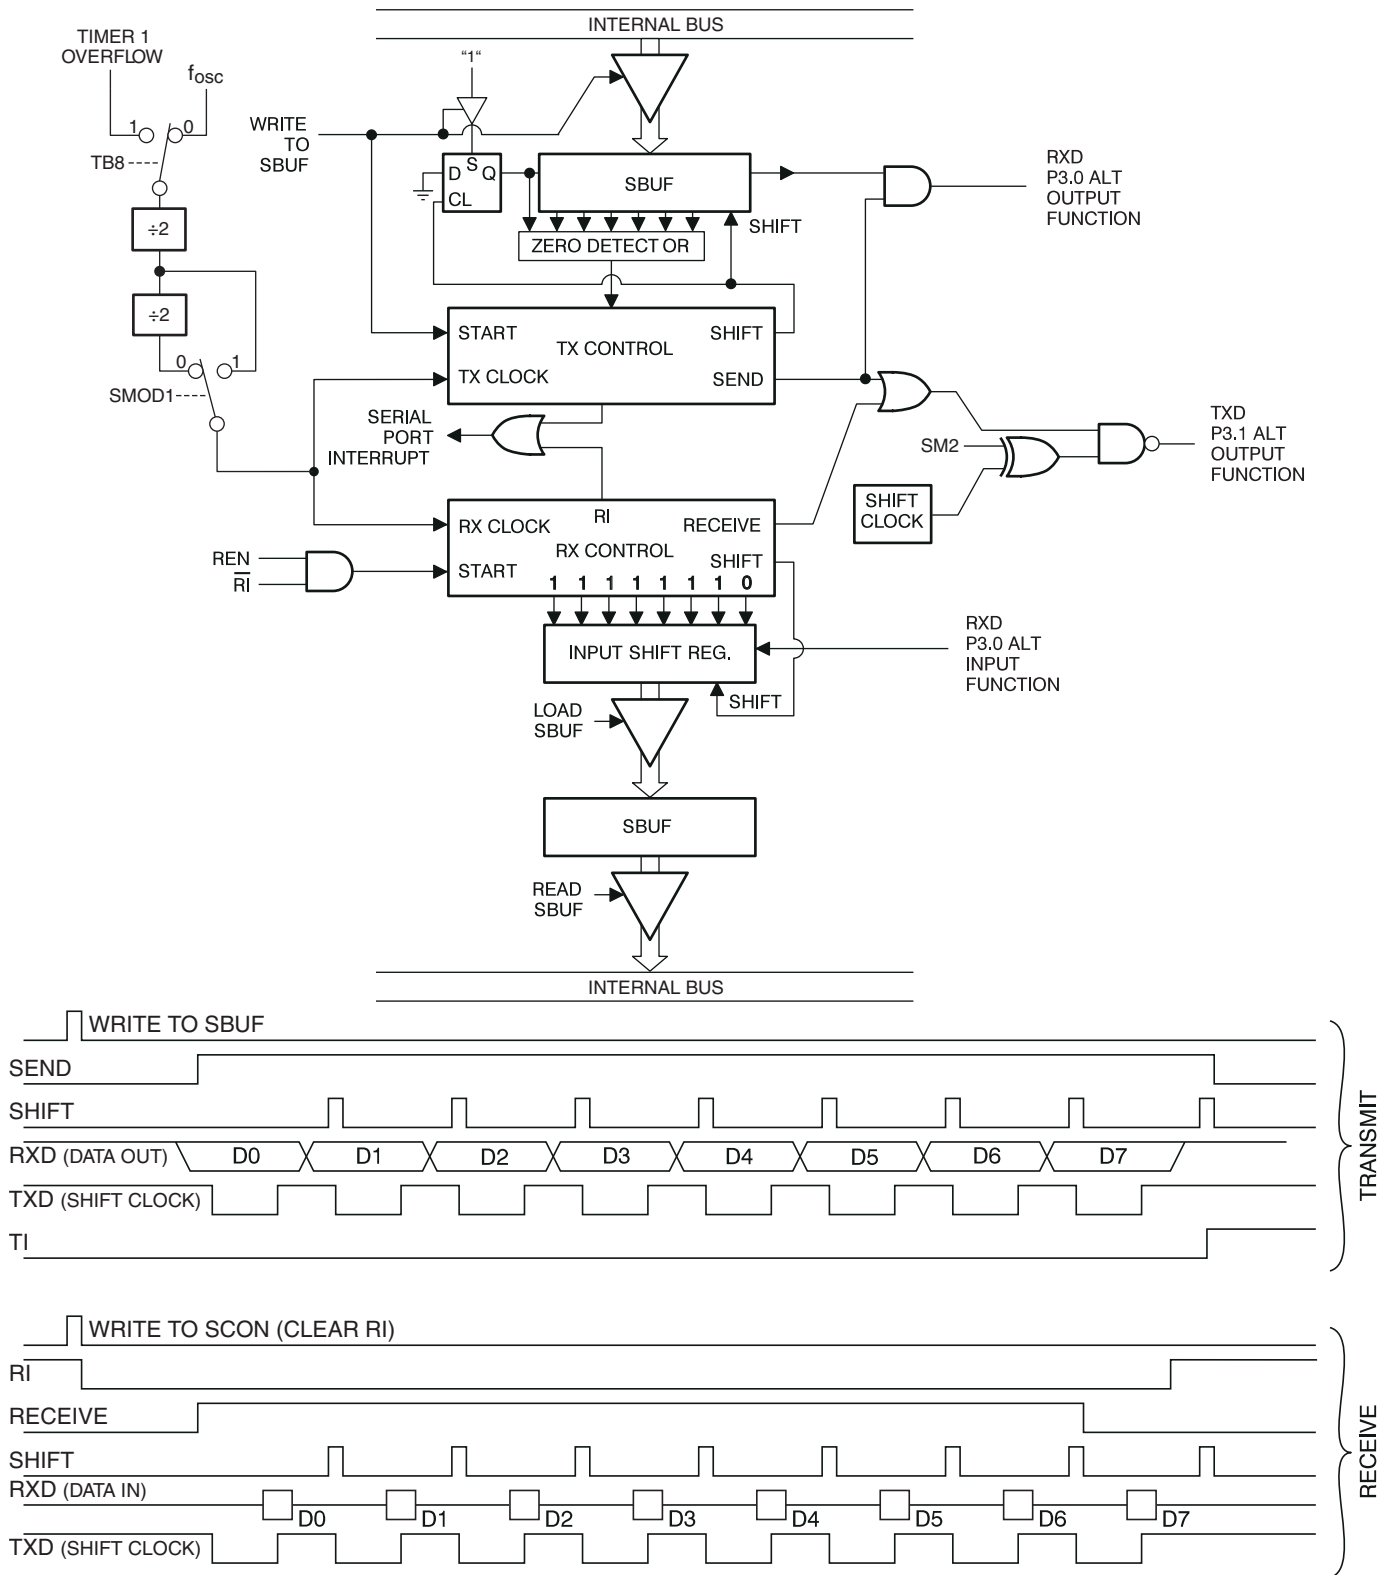 INTERNAL BUS
TIMER 1
OVERFLOW
fosc
"1"
1
0
TB8
÷2
÷2
0
1
SMOD1
WRITE
TO
SBUF
D
S
Q
CL
SBUF
SHIFT
ZERO DETECT OR
RXD
P3.0 ALT
OUTPUT
FUNCTION
START
SHIFT
TX CONTROL
TX CLOCK
SEND
SERIAL
PORT
INTERRUPT
SM2
TXD
P3.1 ALT
OUTPUT
FUNCTION
SHIFT
CLOCK
RX CLOCK
RI
RECEIVE
RX CONTROL
SHIFT
START
1 1 1 1 1 1 1 0
REN
R̅I̅
INPUT SHIFT REG.
RXD
P3.0 ALT
INPUT
FUNCTION
SHIFT
LOAD
SBUF
SBUF
READ
SBUF
INTERNAL BUS
WRITE TO SBUF
SEND
SHIFT
RXD (DATA OUT) D0 D1 D2 D3 D4 D5 D6 D7
TXD (SHIFT CLOCK)
TI
TRANSMIT
WRITE TO SCON (CLEAR RI)
RI
RECEIVE
SHIFT
RXD (DATA IN)
D0 D1 D2 D3 D4 D5 D6 D7
TXD (SHIFT CLOCK)
RECEIVE